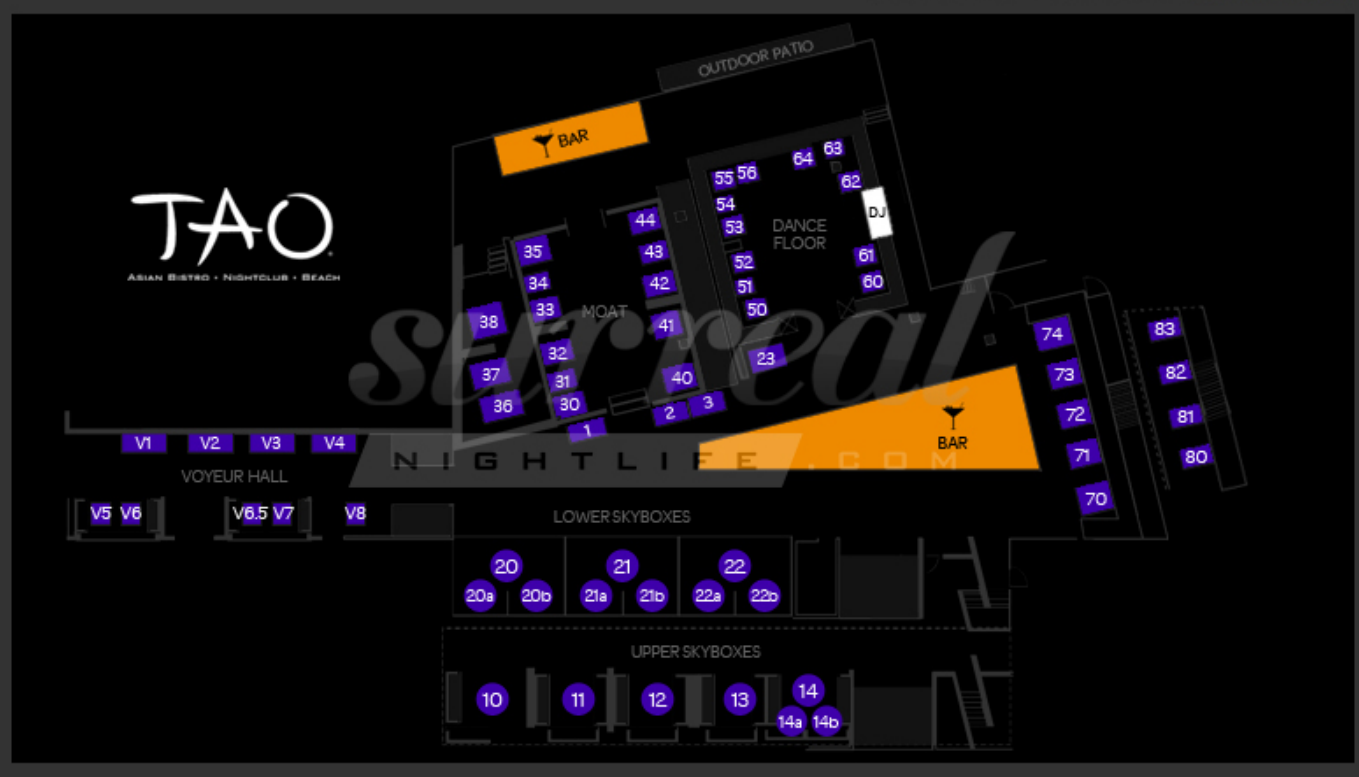 OUTDOOR PATIO
BAR
TAO
ASIAN BISTRO • NIGHTCLUB • BEACH
55 56 64 63
62
54
53
DJ
DANCE
FLOOR
52
51
50
61
60
44
43
42
41
40
MOAT
35
34
33
32
31
30
38
37
36
23
1 2 3
surreal
NIGHTLIFE.COM
BAR
74
73
72
71
70
83
82
81
80
V1 V2 V3 V4
VOYEUR HALL
V5 V6 V6.5 V7 V8
LOWER SKYBOXES
20 21 22
20a 20b 21a 21b 22a 22b
UPPER SKYBOXES
10 11 12 13 14
14a 14b